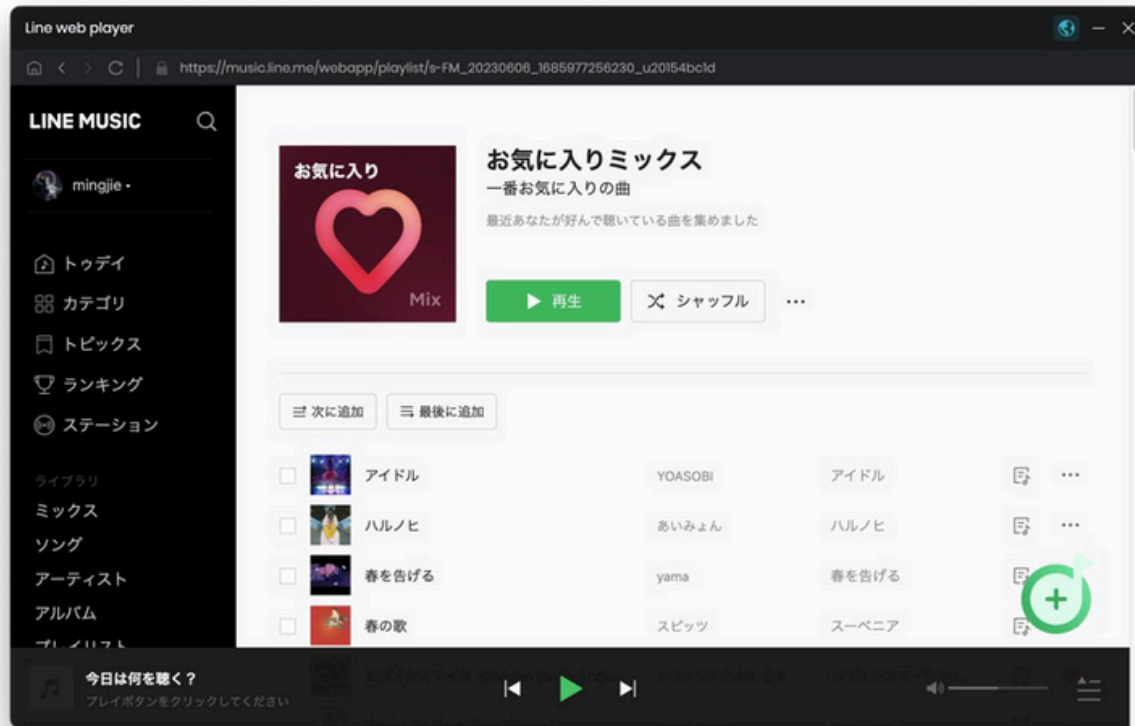 Line web player
https://music.line.me/webapp/playlist/s-FM_20230606_1685977256230_u20154bc1d
LINE MUSIC
mingjie
トゥデイ
カテゴリ
トピックス
ランキング
ステーション
ライブラリ
ミックス
ソング
アーティスト
アルバム
プレイリスト
お気に入り
Mix
お気に入りミックス
一番お気に入りの曲
最近あなたが好んで聴いている曲を集めました
再生
シャッフル
次に追加
最後に追加
アイドル YOASOBI アイドル
ハルノヒ あいみょん ハルノヒ
春を告げる yama 春を告げる
春の歌 スピッツ スーベニア
今日は何を聴く？
プレイボタンをクリックしてください